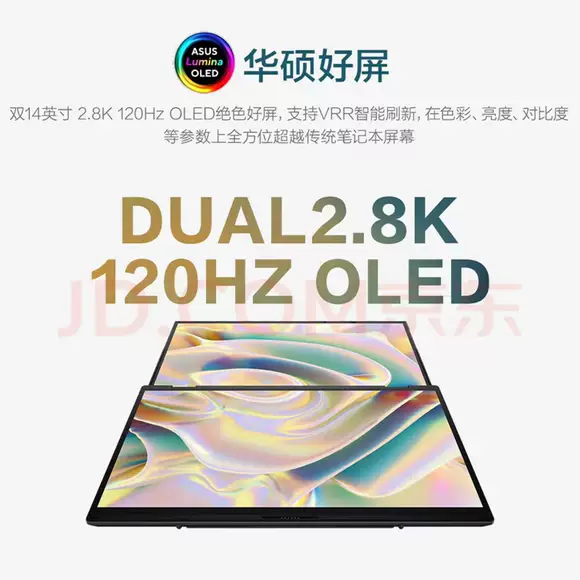 ASUS
Lumina
OLED
华硕好屏
双14英寸 2.8K 120Hz OLED绝色好屏, 支持VRR智能刷新, 在色彩、亮度、对比度
等参数上全方位超越传统笔记本屏幕
DUAL2.8K
120HZ OLED
JD.COM京东